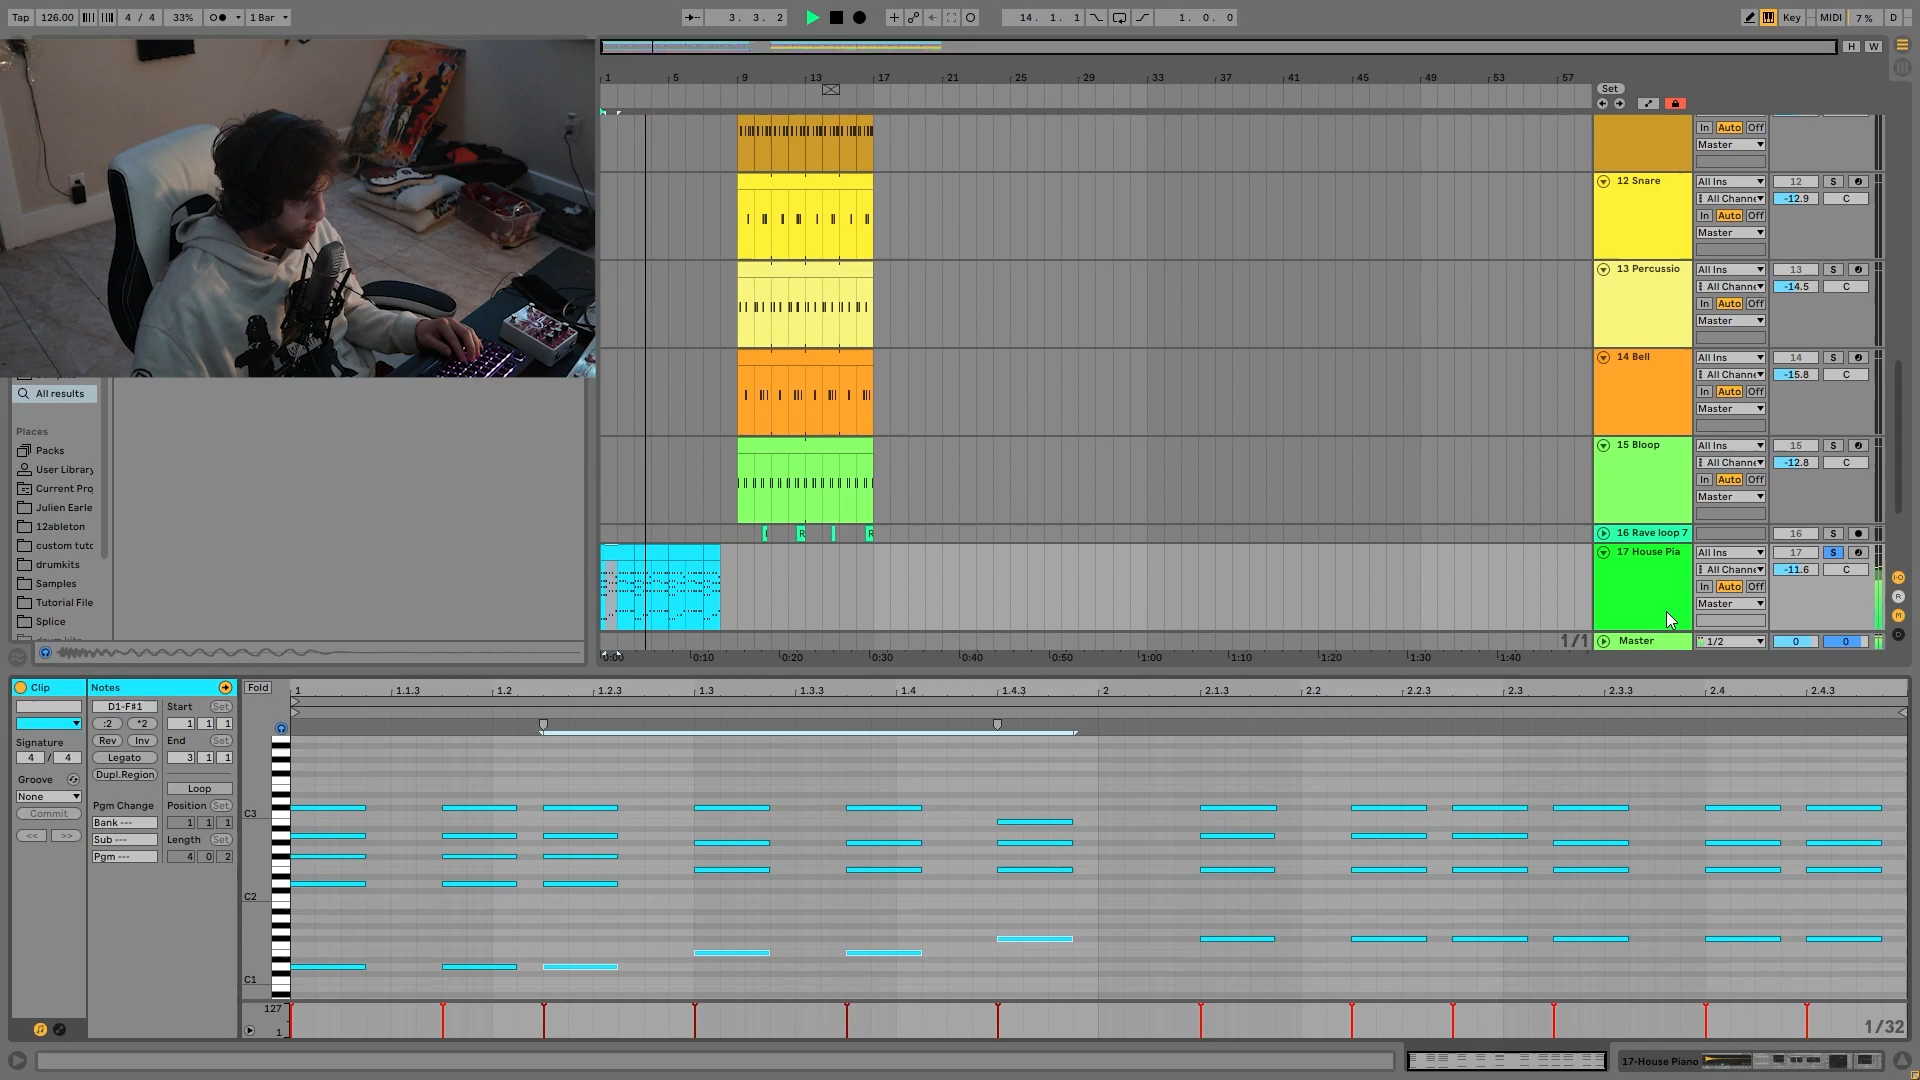 Tap 126.00 4 / 4 33% 1 Bar 3. 3. 2 14. 1. 1 1. 0. 0 Key MIDI 7 % D
H W
1 5 9 13 17 21 25 29 33 37 41 45 49 53 57
Set
In Auto Off
Master
12 Snare All Ins 12 S
All Channe -12.9 C
In Auto Off
Master
13 Percussio All Ins 13 S
All Channe -14.5 C
In Auto Off
Master
14 Bell All Ins 14 S
All Channe -15.8 C
In Auto Off
Master
15 Bloop All Ins 15 S
All Channe -12.8 C
In Auto Off
Master
R R 16 Rave loop 7 16 S
17 House Pia All Ins 17 S
All Channe -11.6 C
In Auto Off
Master
1/1 Master 1/2 0 0
0:00 0:10 0:20 0:30 0:40 0:50 1:00 1:10 1:20 1:30 1:40
All results
Places
Packs
User Library
Current Pro
Julien Earle
12ableton
custom tuto
drumkits
Samples
Tutorial File
Splice
drum kits
Clip Notes Fold 1 1.1.3 1.2 1.2.3 1.3 1.3.3 1.4 1.4.3 2 2.1.3 2.2 2.2.3 2.3 2.3.3 2.4 2.4.3
D1-F#1 Start Set
:2 *2 1 1 1
Signature Rev Inv End Set
4 / 4 Legato 3 1 1
Groove Dupl.Region
None Loop
Commit Pgm Change Position Set
Bank --- 1 1 1
<< >> Sub --- Length Set
Pgm --- 4 0 2
C3
C2
C1
127
1
1/32
17-House Piano